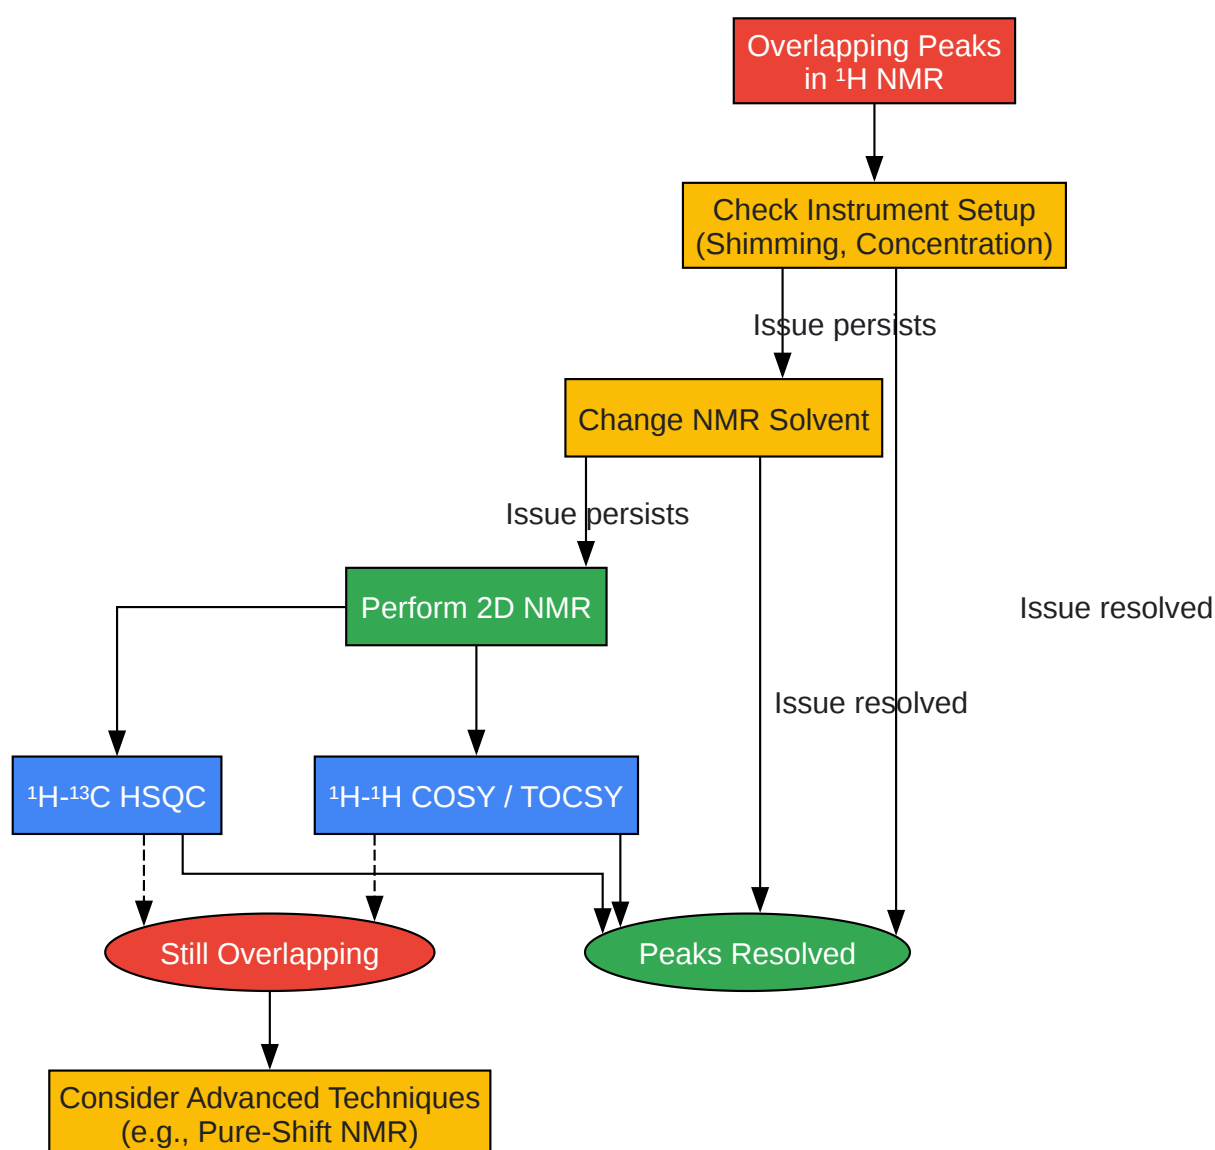 Overlapping Peaks
in ¹H NMR
Check Instrument Setup
(Shimming, Concentration)
Issue persists
Change NMR Solvent
Issue persists
Perform 2D NMR
Issue resolved
Issue resolved
¹H-¹³C HSQC
¹H-¹H COSY / TOCSY
Still Overlapping
Peaks Resolved
Consider Advanced Techniques
(e.g., Pure-Shift NMR)